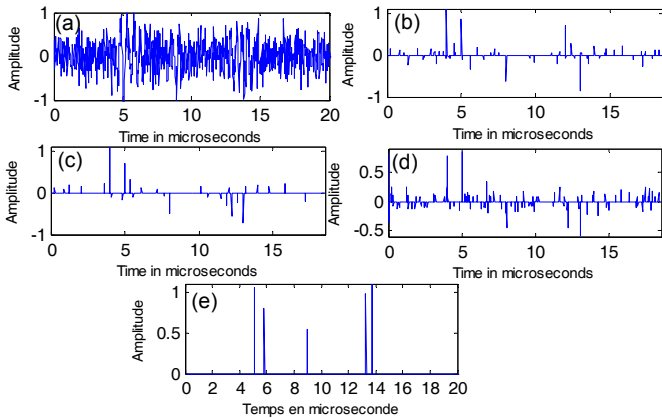 (a)
Amplitude
1
0
-1
0 5 10 15 20
Time in microseconds
(b)
Amplitude
1
0
-1
0 5 10 15
Time in microseconds
(c)
Amplitude
1
0
-1
0 5 10 15
Time in microseconds
(d)
Amplitude
0.5
0
-0.5
0 5 10 15
Time in microseconds
(e)
Amplitude
1
0.5
0
0 2 4 6 8 10 12 14 16 18 20
Temps en microseconde